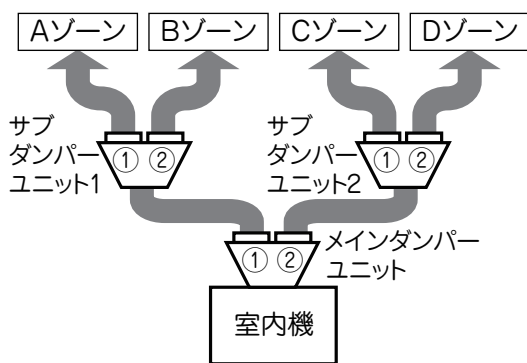 Aゾーン
Bゾーン
Cゾーン
Dゾーン
サブ
ダンパー
ユニット1
① ②
サブ
ダンパー
ユニット2
① ②
① ②
メインダンパー
ユニット
室内機